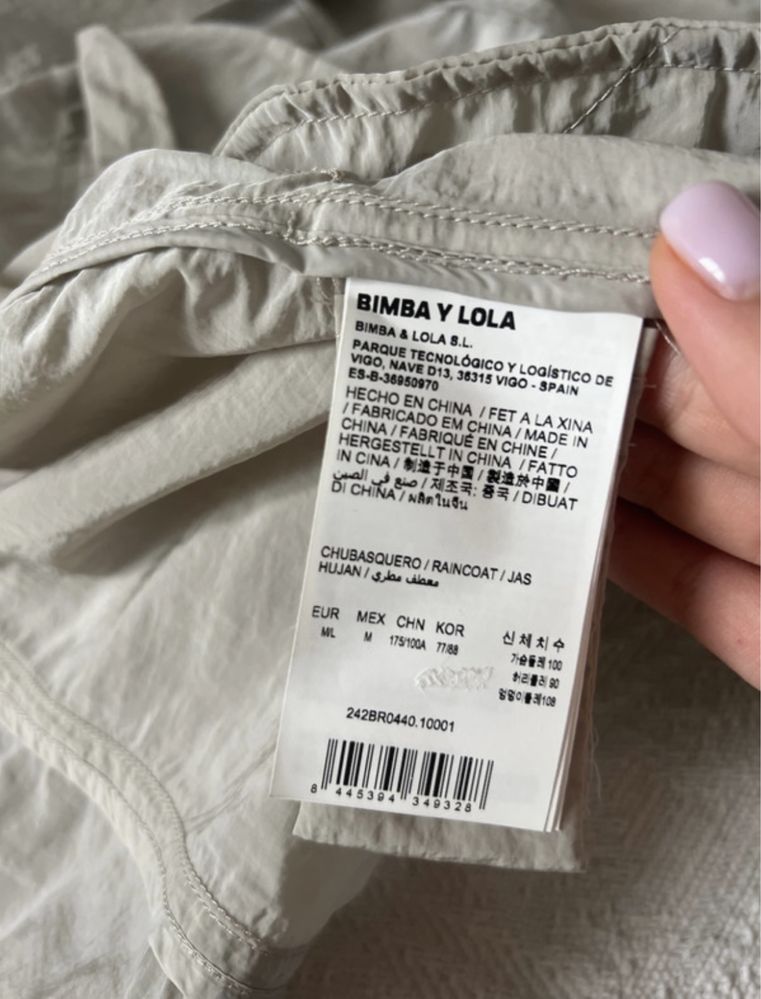 BIMBA Y LOLA
BIMBA & LOLA S.L.
PARQUE TECNOLÓGICO Y LOGÍSTICO DE
VIGO, NAVE D13, 36315 VIGO - SPAIN
ES-B-36950970
HECHO EN CHINA / FET A LA XINA
/ FABRICADO EM CHINA / MADE IN
CHINA / FABRIQUÉ EN CHINE /
HERGESTELLT IN CHINA / FATTO
IN CINA / 制造于中国 / 製造於中國 /
صنع في الصين / 제조국: 중국 / DIBUAT
DI CHINA / ผลิตในจีน
CHUBASQUERO / RAINCOAT / JAS
HUJAN / معطف مطري
EUR MEX CHN KOR 신체치수
M/L M 175/100A 77/88 가슴둘레 100
허리둘레 90
엉덩이둘레108
242BR0440.10001
8 445394 349328